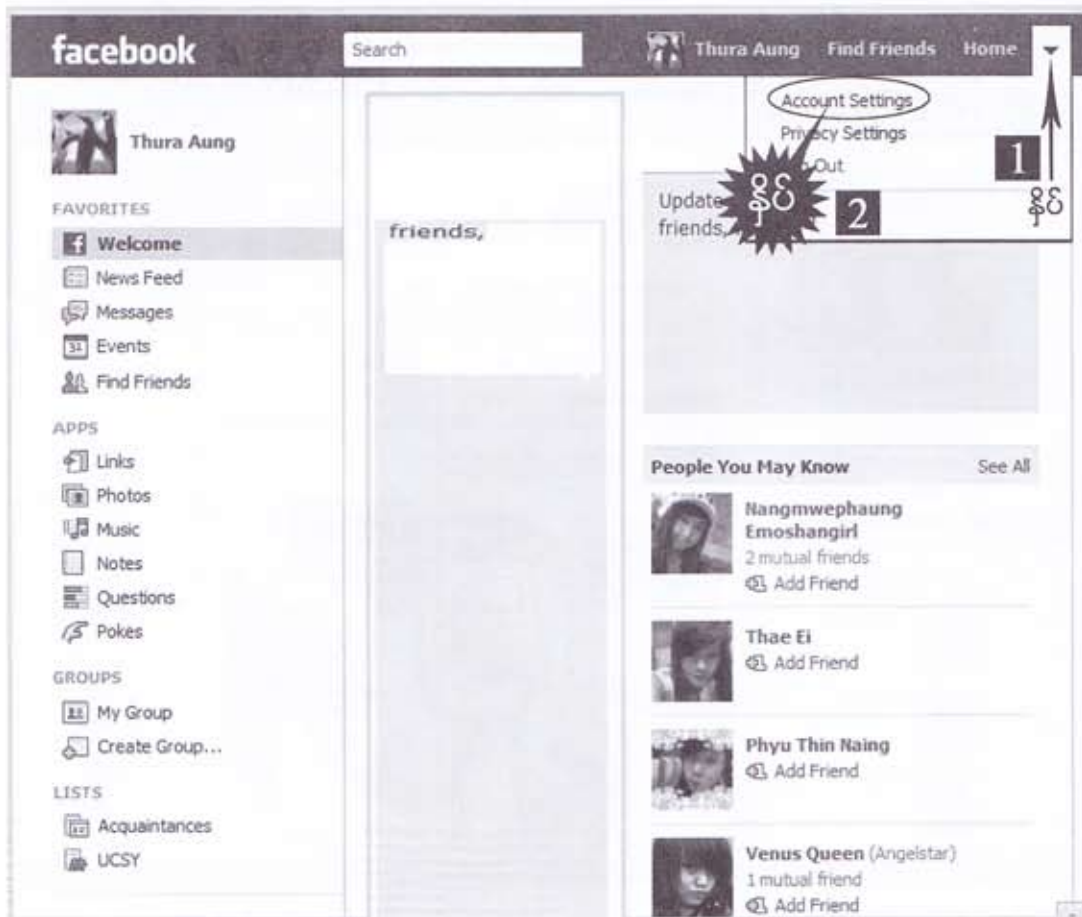 facebook
Search
Thura Aung Find Friends Home
Account Settings
Privacy Settings
Out
1
နှိပ်
နှိပ်
2
Update
friends,
Thura Aung
FAVORITES
Welcome
News Feed
Messages
31 Events
Find Friends
APPS
Links
Photos
Music
Notes
Questions
Pokes
GROUPS
My Group
Create Group...
LISTS
Acquaintances
UCSY
friends,
People You May Know See All
Nangmwephaung
Emoshangirl
2 mutual friends
Add Friend
Thae Ei
Add Friend
Phyu Thin Naing
Add Friend
Venus Queen (Angelstar)
1 mutual friend
Add Friend